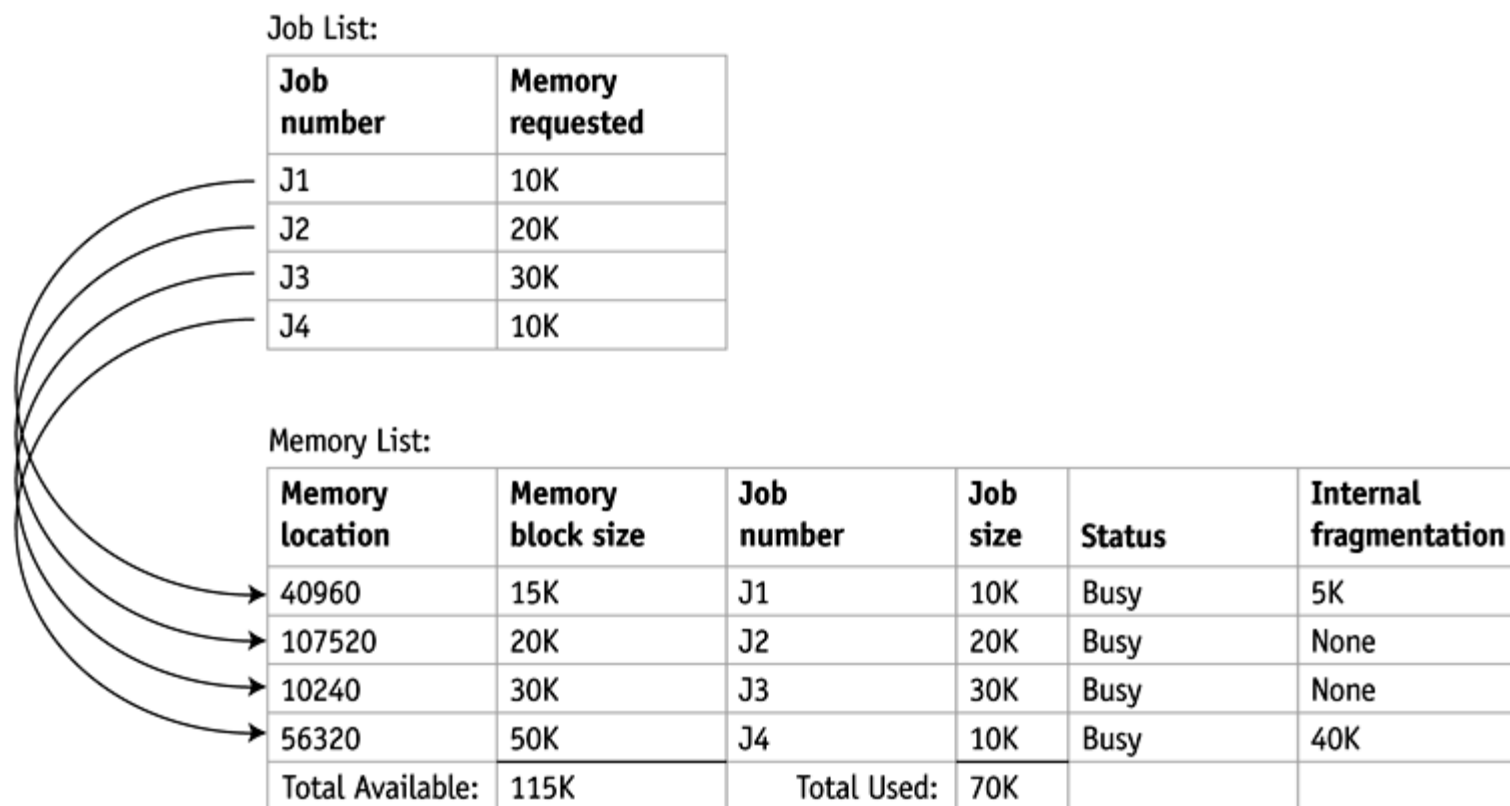 Job List:
Job number Memory requested
J1 10K
J2 20K
J3 30K
J4 10K
Memory List:
Memory location Memory block size Job number Job size Status Internal fragmentation
40960 15K J1 10K Busy 5K
107520 20K J2 20K Busy None
10240 30K J3 30K Busy None
56320 50K J4 10K Busy 40K
Total Available: 115K Total Used: 70K